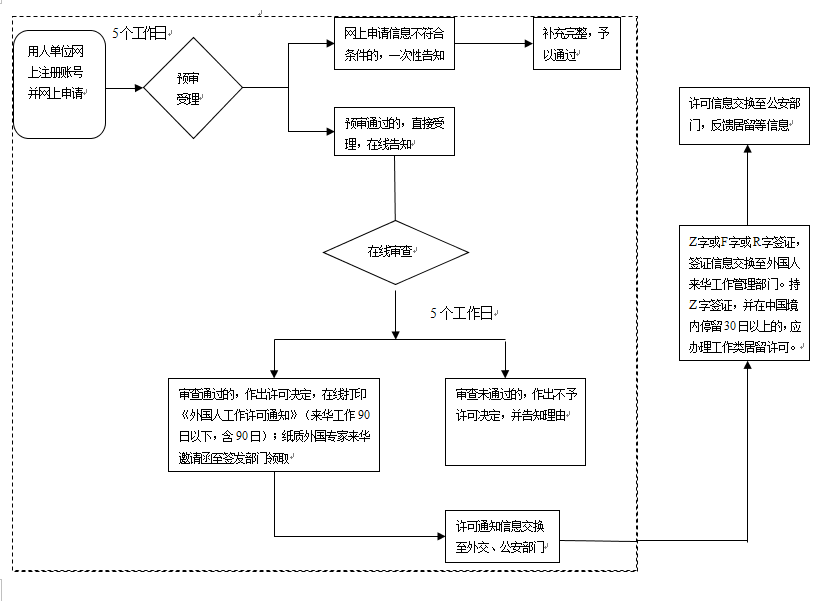 5个工作日
用人单位网
上注册账号
并网上申请
预审
受理
网上申请信息不符合
条件的，一次性告知
补充完整，予
以通过
预审通过的，直接受
理，在线告知
在线审查
5个工作日
审查通过的，作出许可决定，在线打印
《外国人工作许可通知》（来华工作90
日以下，含90日）；纸质外国专家来华
邀请函至签发部门领取
审查未通过的，作出不予
许可决定，并告知理由
许可通知信息交换
至外交、公安部门
Z字或F字或R字签证，
签证信息交换至外国人
来华工作管理部门。持
Z字签证，并在中国境
内停留30日以上的，应
办理工作类居留许可。
许可信息交换至公安部
门，反馈居留等信息